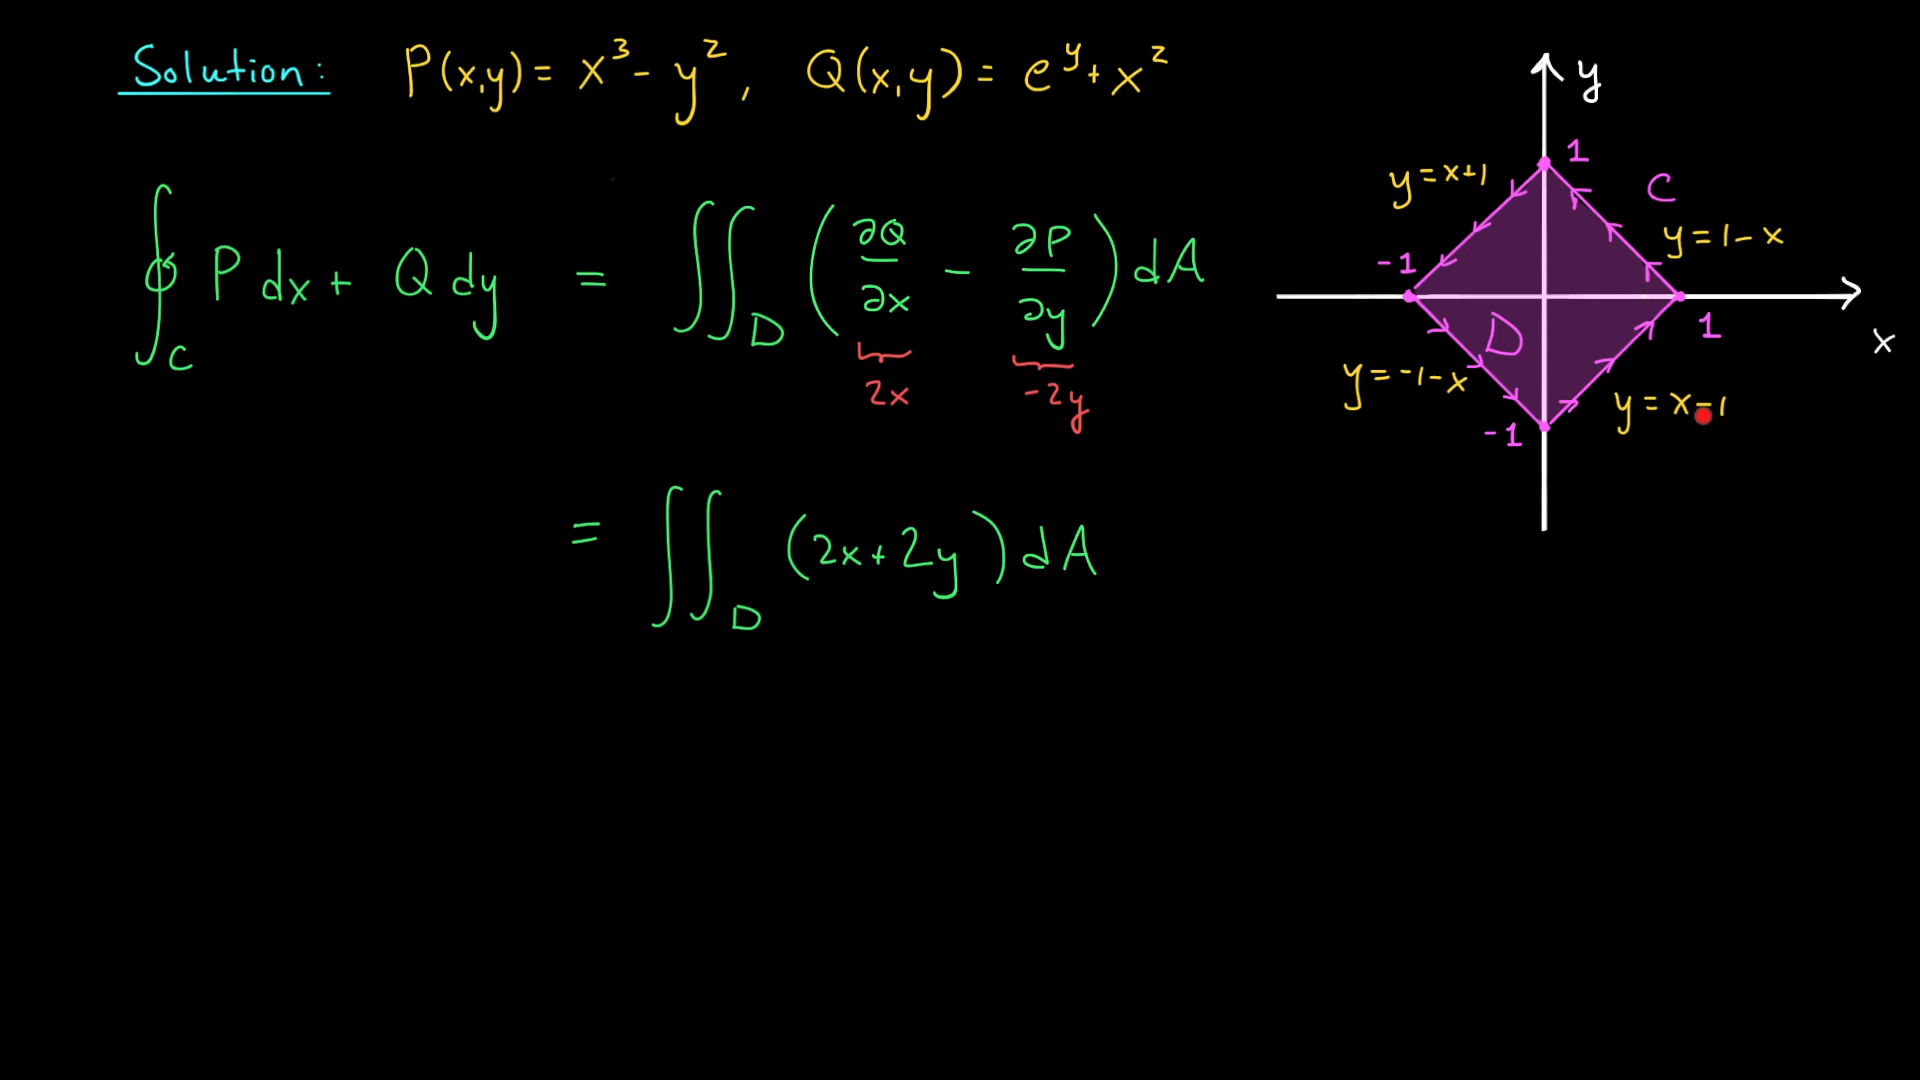 Solution: P(x,y) = x³ - y², Q(x,y) = e^y + x²
∮_C P dx + Q dy = ∬_D (∂Q/∂x - ∂P/∂y) dA
2x -2y
= ∬_D (2x + 2y) dA
y
1
y = x+1
C
y = 1 - x
-1
D
1
x
y = -1 - x
y = x - 1
-1